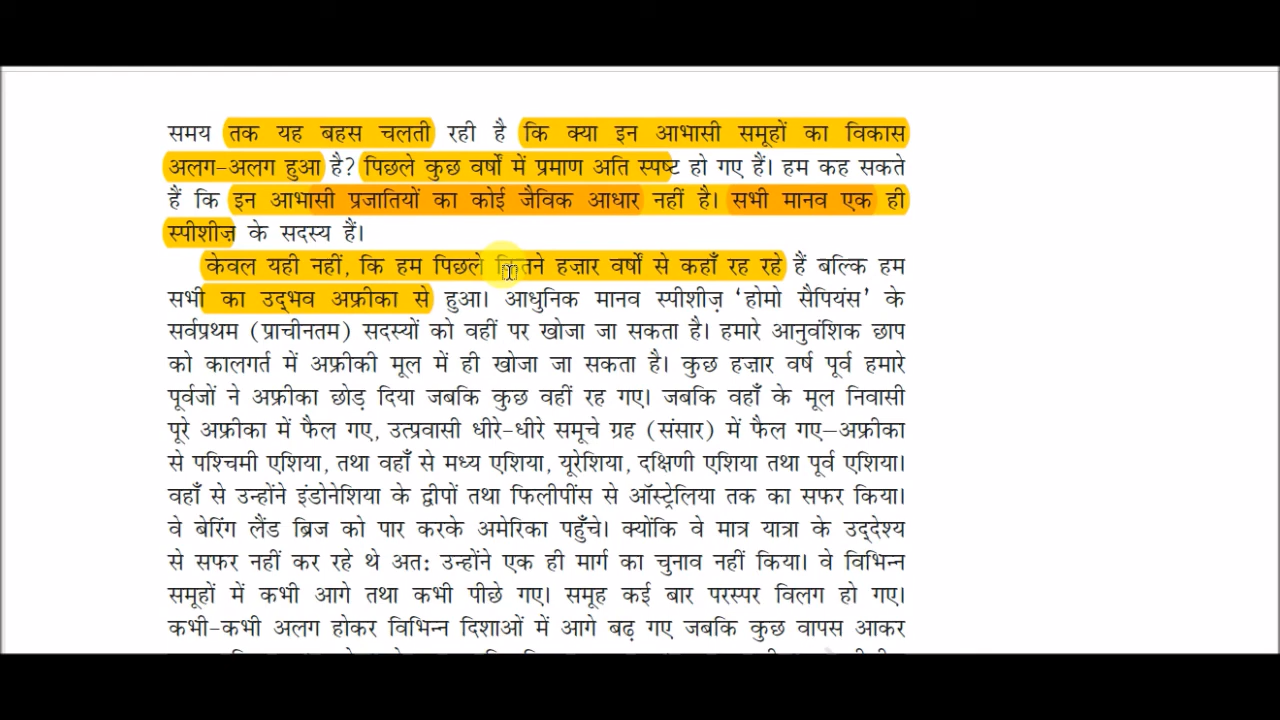 समय तक यह बहस चलती रही है कि क्या इन आभासी समूहों का विकास
अलग-अलग हुआ है? पिछले कुछ वर्षों में प्रमाण अति स्पष्ट हो गए हैं। हम कह सकते
हैं कि इन आभासी प्रजातियों का कोई जैविक आधार नहीं है। सभी मानव एक ही
स्पीशीज़ के सदस्य हैं।
केवल यही नहीं, कि हम पिछले कितने हज़ार वर्षों से कहाँ रह रहे हैं बल्कि हम
सभी का उद्भव अफ्रीका से हुआ। आधुनिक मानव स्पीशीज़ ‘होमो सैपियंस’ के
सर्वप्रथम (प्राचीनतम) सदस्यों को वहीं पर खोजा जा सकता है। हमारे आनुवंशिक छाप
को कालगर्त में अफ्रीकी मूल में ही खोजा जा सकता है। कुछ हज़ार वर्ष पूर्व हमारे
पूर्वजों ने अफ्रीका छोड़ दिया जबकि कुछ वहीं रह गए। जबकि वहाँ के मूल निवासी
पूरे अफ्रीका में फैल गए, उत्प्रवासी धीरे-धीरे समूचे ग्रह (संसार) में फैल गए—अफ्रीका
से पश्चिमी एशिया, तथा वहाँ से मध्य एशिया, यूरेशिया, दक्षिणी एशिया तथा पूर्व एशिया।
वहाँ से उन्होंने इंडोनेशिया के द्वीपों तथा फिलीपींस से ऑस्ट्रेलिया तक का सफर किया।
वे बेरिंग लैंड ब्रिज को पार करके अमेरिका पहुँचे। क्योंकि वे मात्र यात्रा के उद्देश्य
से सफर नहीं कर रहे थे अत: उन्होंने एक ही मार्ग का चुनाव नहीं किया। वे विभिन्न
समूहों में कभी आगे तथा कभी पीछे गए। समूह कई बार परस्पर विलग हो गए।
कभी-कभी अलग होकर विभिन्न दिशाओं में आगे बढ़ गए जबकि कुछ वापस आकर